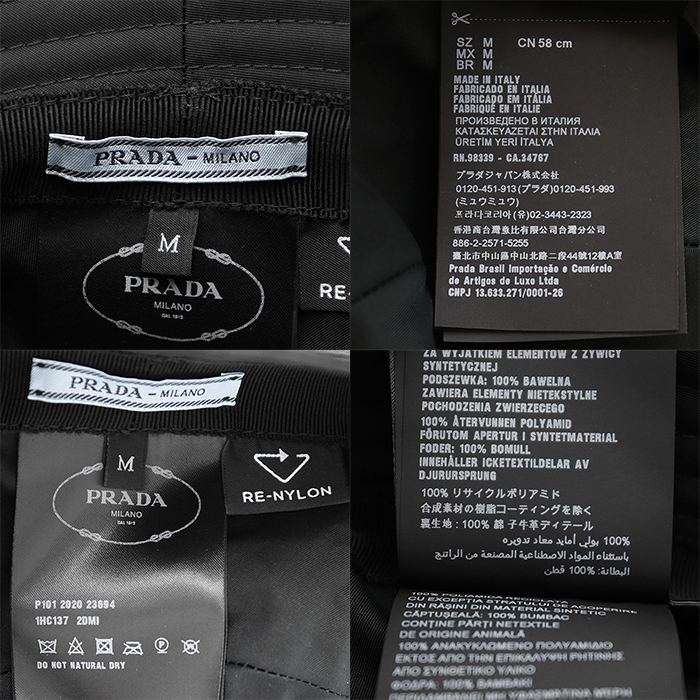 PRADA – MILANO
M
PRADA
MILANO
DAL 1913
RE-N
SZ M CN 58 cm
MX M
BR M
MADE IN ITALY
FABRICADO EN ITALIA
FABRICADO EM ITÁLIA
FABRIQUÉ EN ITALIE
ПРОИЗВЕДЕНО В ИТАЛИЯ
ΚΑΤΑΣΚΕΥΑΖΕΤΑΙ ΣΤΗΝ ΙΤΑΛΙΑ
ÜRETİM YERİ İTALYA
RN.98339 - CA.34767
プラダジャパン株式会社
0120-451-913 (プラダ) 0120-451-993
(ミュウミュウ)
프라다코리아 (유) 02-3443-2323
香港商台灣惟比有限公司台灣分公司
886-2-2571-5255
臺北市中山區中山北路二段44號12樓A室
Prada Brasil Importação e Comércio
de Artigos de Luxo Ltda
CNPJ 13.633.271/0001-26
PRADA – MILANO
M
PRADA
MILANO
DAL 1913
RE-NYLON
P101 2020 23694
1HC137 2DMI
DO NOT NATURAL DRY
ZA WYJĄTKIEM ELEMENTÓW Z ŻYWICY
SYNTETYCZNEJ
PODSZEWKA: 100% BAWEŁNA
ZAWIERA ELEMENTY NIETEKSTYLNE
POCHODZENIA ZWIERZĘCEGO
100% ÅTERVUNNEN POLYAMID
FÖRUTOM APERTUR I SYNTETMATERIAL
FODER: 100% BOMULL
INNEHÅLLER ICKETEXTILDELAR AV
DJURURSPRUNG
100% リサイクルポリアミド
合成素材の樹脂コーティングを除く
裏生地 : 100% 綿 子牛革ディテール
100% بولي أميد معاد تدويره
باستثناء المواد الاصطناعية المصنعة من الراتنج
البطانة: 100% قطن
100% POLIAMIDĂ RECICLATĂ
CU EXCEPȚIA STRATULUI DE ACOPERIRE
DIN RĂȘINI DIN MATERIAL SINTETIC
CĂPTUȘEALĂ: 100% BUMBAC
CONȚINE PĂRȚI NETEXTILE
DE ORIGINE ANIMALĂ
100% ΑΝΑΚΥΚΛΩΜΕΝΟ ΠΟΛΥΑΜΙΔΙΟ
ΕΚΤΟΣ ΑΠΟ ΤΗΝ ΕΠΙΚΑΛΥΨΗ ΡΗΤΙΝΗΣ
ΑΠΟ ΣΥΝΘΕΤΙΚΟ ΥΛΙΚΟ
ΦΟΔΡΑ: 100% ΒΑΜΒΑΚΙ